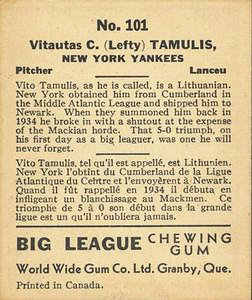 No. 101
Vitautas C. (Lefty) TAMULIS,
NEW YORK YANKEES
Pitcher Lanceu
Vito Tamulis, as he is called, is a Lithuanian.
New York obtained him from Cumberland in
the Middle Atlantic League and shipped him to
Newark. When they summoned him back in
1934 he broke in with a shutout at the expense
of the Mackian horde. That 5-0 triumph, on
his first day as a big leaguer, was one he will
never forget.
Vito Tamulis, tel qu'il est appellé, est Lithunien.
New York l'obtint du Cumberland de la Ligue
Atlantique du Cehtre et l'envoyèrent à Newark.
Quand il fût rappellé en 1934 il débuta en
infligeant un blanchissage au Mackmen. Ce
triomphe de 5 à 0 son début dans la grande
ligue est un qu'il n'oubliera jamais.
BIG LEAGUE CHEWING GUM
World Wide Gum Co. Ltd. Granby, Que.
Printed in Canada.